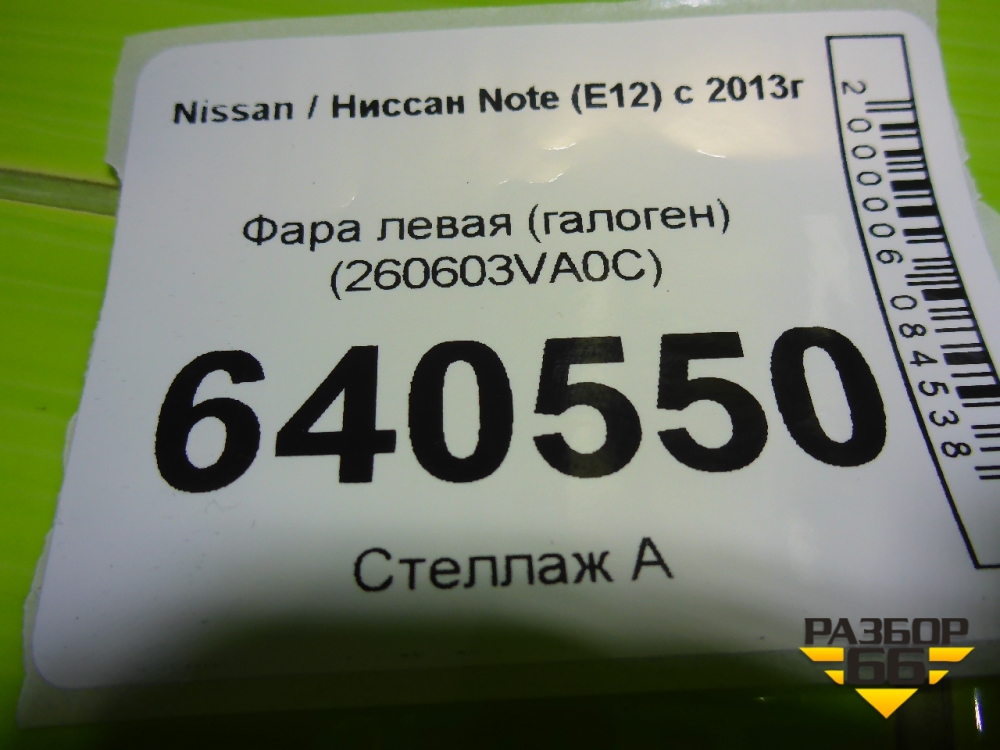 Nissan / Ниссан Note (E12) с 2013г
Фара левая (галоген)
(260603VA0C)
640550
Стеллаж А
2000006084538
РАЗБОР
66